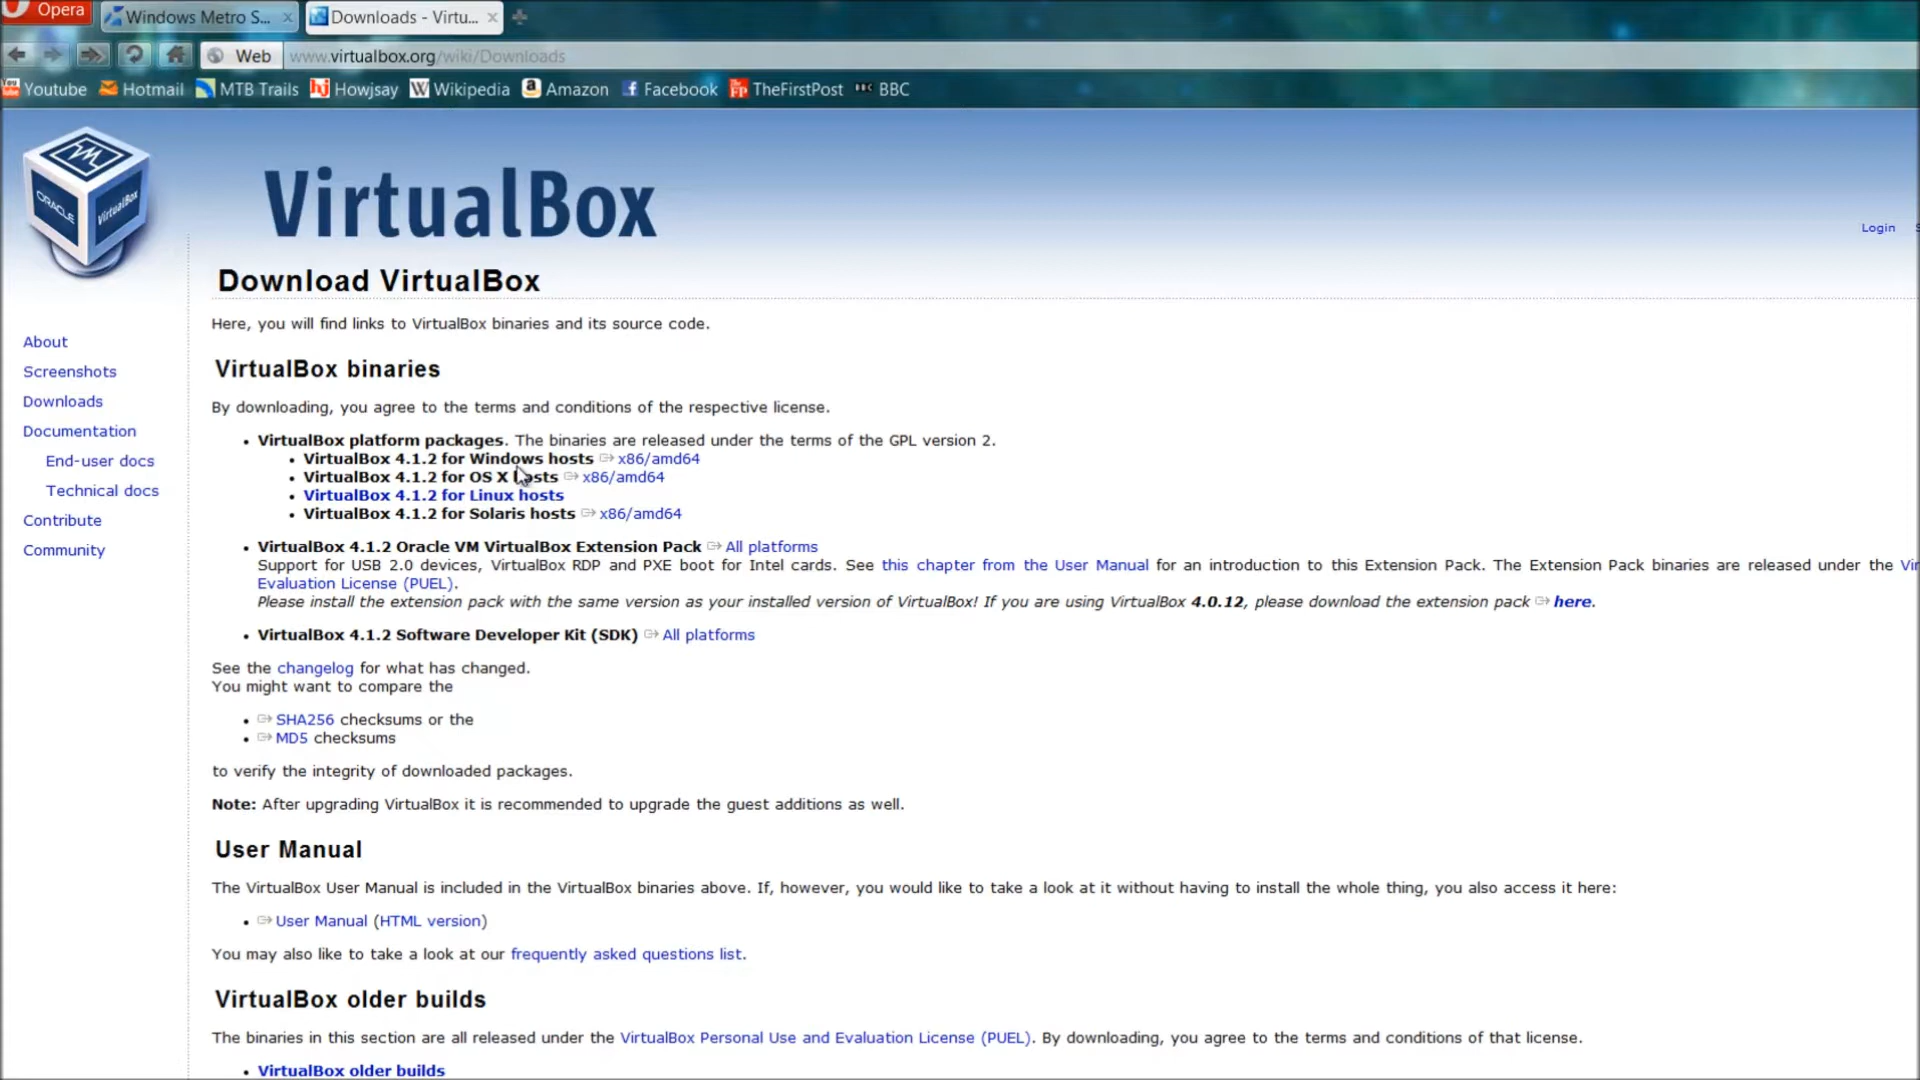 Opera
Windows Metro S...
Downloads - Virtu...
Web
www.virtualbox.org/wiki/Downloads
You
Youtube
Hotmail
MTB Trails
hj
Howjsay
W
Wikipedia
a
Amazon
f
Facebook
Fp
TheFirstPost
BBC
BBC
ORACLE
VirtualBox
VirtualBox
Login
Download VirtualBox
Here, you will find links to VirtualBox binaries and its source code.
About
Screenshots
Downloads
Documentation
End-user docs
Technical docs
Contribute
Community
VirtualBox binaries
By downloading, you agree to the terms and conditions of the respective license.
• VirtualBox platform packages. The binaries are released under the terms of the GPL version 2.
• VirtualBox 4.1.2 for Windows hosts x86/amd64
• VirtualBox 4.1.2 for OS X hosts x86/amd64
• VirtualBox 4.1.2 for Linux hosts
• VirtualBox 4.1.2 for Solaris hosts x86/amd64
• VirtualBox 4.1.2 Oracle VM VirtualBox Extension Pack All platforms
Support for USB 2.0 devices, VirtualBox RDP and PXE boot for Intel cards. See this chapter from the User Manual for an introduction to this Extension Pack. The Extension Pack binaries are released under the
Evaluation License (PUEL).
Please install the extension pack with the same version as your installed version of VirtualBox! If you are using VirtualBox 4.0.12, please download the extension pack here.
• VirtualBox 4.1.2 Software Developer Kit (SDK) All platforms
See the changelog for what has changed.
You might want to compare the
• SHA256 checksums or the
• MD5 checksums
to verify the integrity of downloaded packages.
Note: After upgrading VirtualBox it is recommended to upgrade the guest additions as well.
User Manual
The VirtualBox User Manual is included in the VirtualBox binaries above. If, however, you would like to take a look at it without having to install the whole thing, you also access it here:
• User Manual (HTML version)
You may also like to take a look at our frequently asked questions list.
VirtualBox older builds
The binaries in this section are all released under the VirtualBox Personal Use and Evaluation License (PUEL). By downloading, you agree to the terms and conditions of that license.
• VirtualBox older builds